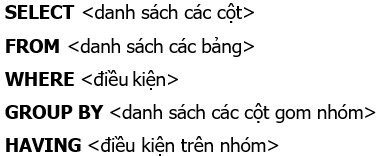 SELECT <danh sách các cột>
FROM <danh sách các bảng>
WHERE <điều kiện>
GROUP BY <danh sách các cột gom nhóm>
HAVING <điều kiện trên nhóm>